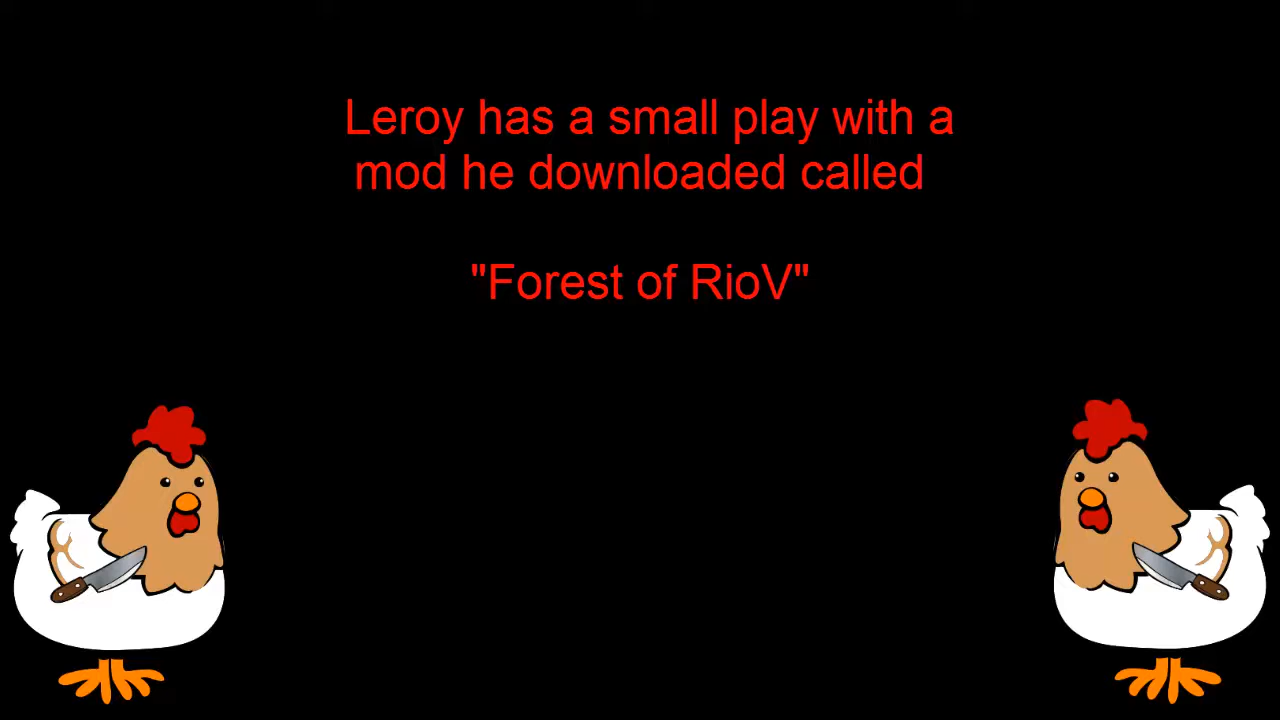 Leroy has a small play with a
mod he downloaded called
"Forest of RioV"